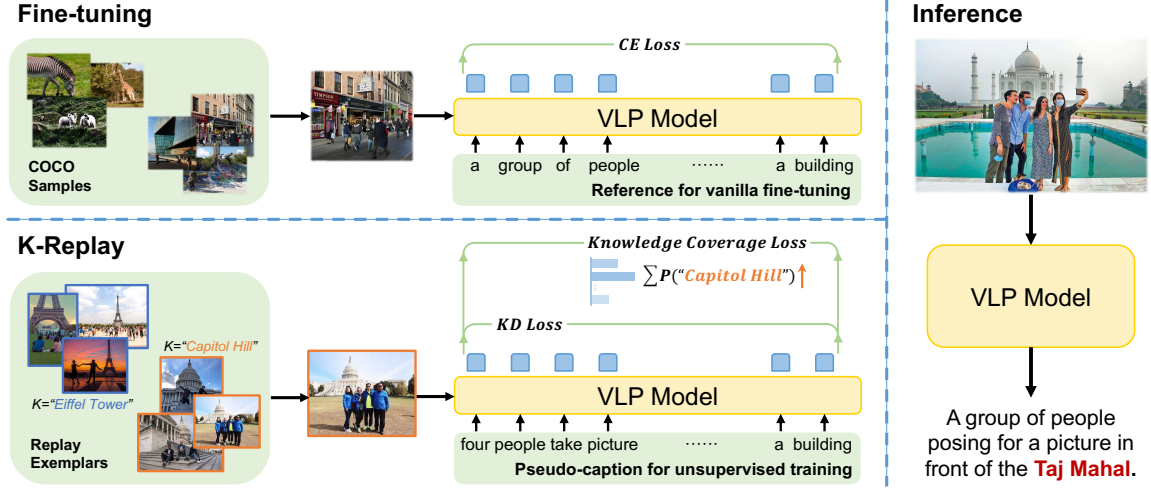 Fine-tuning
COCO
Samples
TIMPSON
CE Loss
VLP Model
a group of people ...... a building
Reference for vanilla fine-tuning
K-Replay
K="Capitol Hill"
K="Eiffel Tower"
Replay
Exemplars
Knowledge Coverage Loss
∑P("Capitol Hill")↑
KD Loss
VLP Model
four people take picture ...... a building
Pseudo-caption for unsupervised training
Inference
VLP Model
A group of people
posing for a picture in
front of the Taj Mahal.